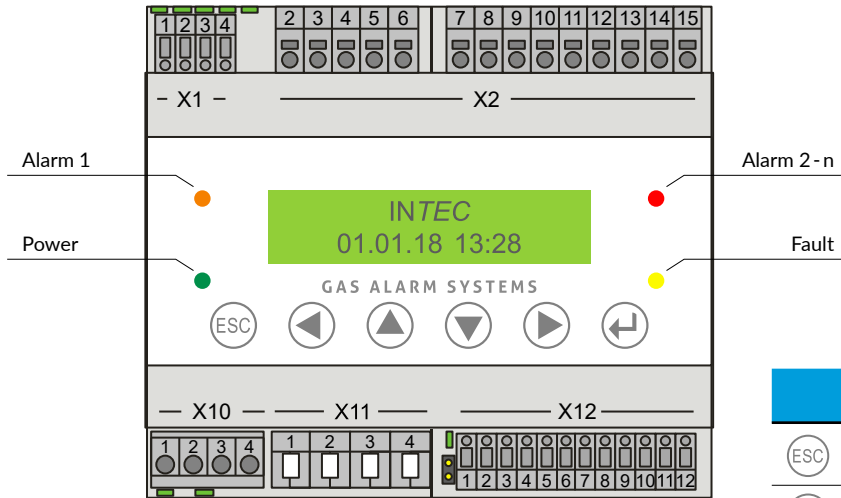 1 2 3 4
2 3 4 5 6
7 8 9 10 11 12 13 14 15
X1
X2
Alarm 1
Alarm 2-n
INTEC
01.01.18 13:28
Power
Fault
GAS ALARM SYSTEMS
ESC
X10
X11
X12
1 2 3 4
1 2 3 4
1 2 3 4 5 6 7 8 9 10 11 12
ESC